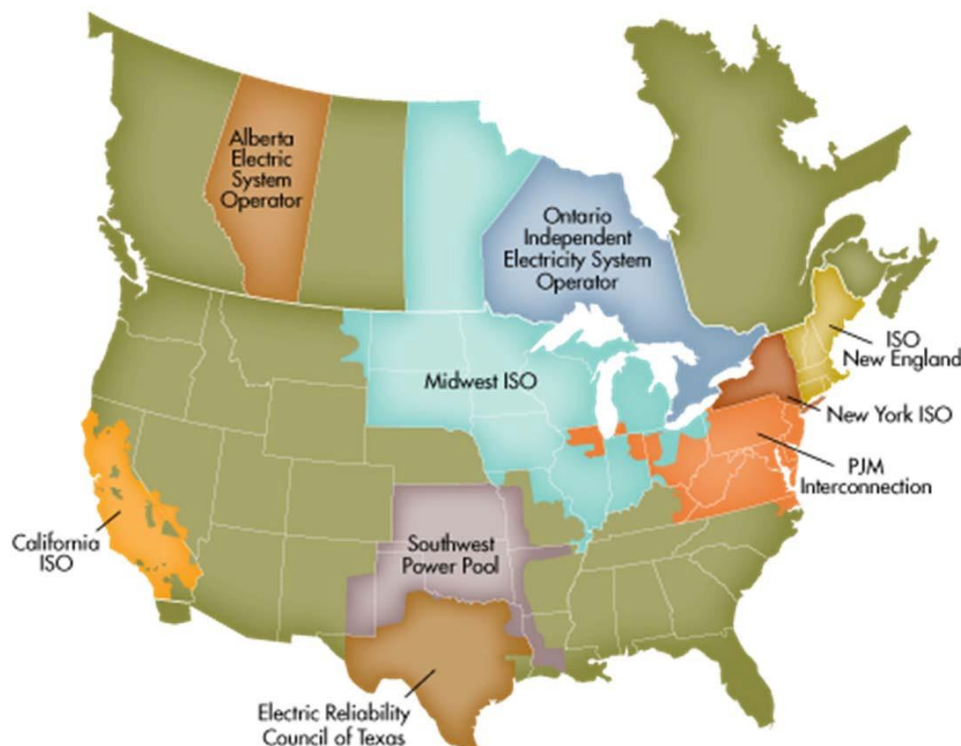 Alberta
Electric
System
Operator
Ontario
Independent
Electricity System
Operator
ISO
New England
Midwest ISO
New York ISO
PJM
Interconnection
California
ISO
Southwest
Power Pool
Electric Reliability
Council of Texas